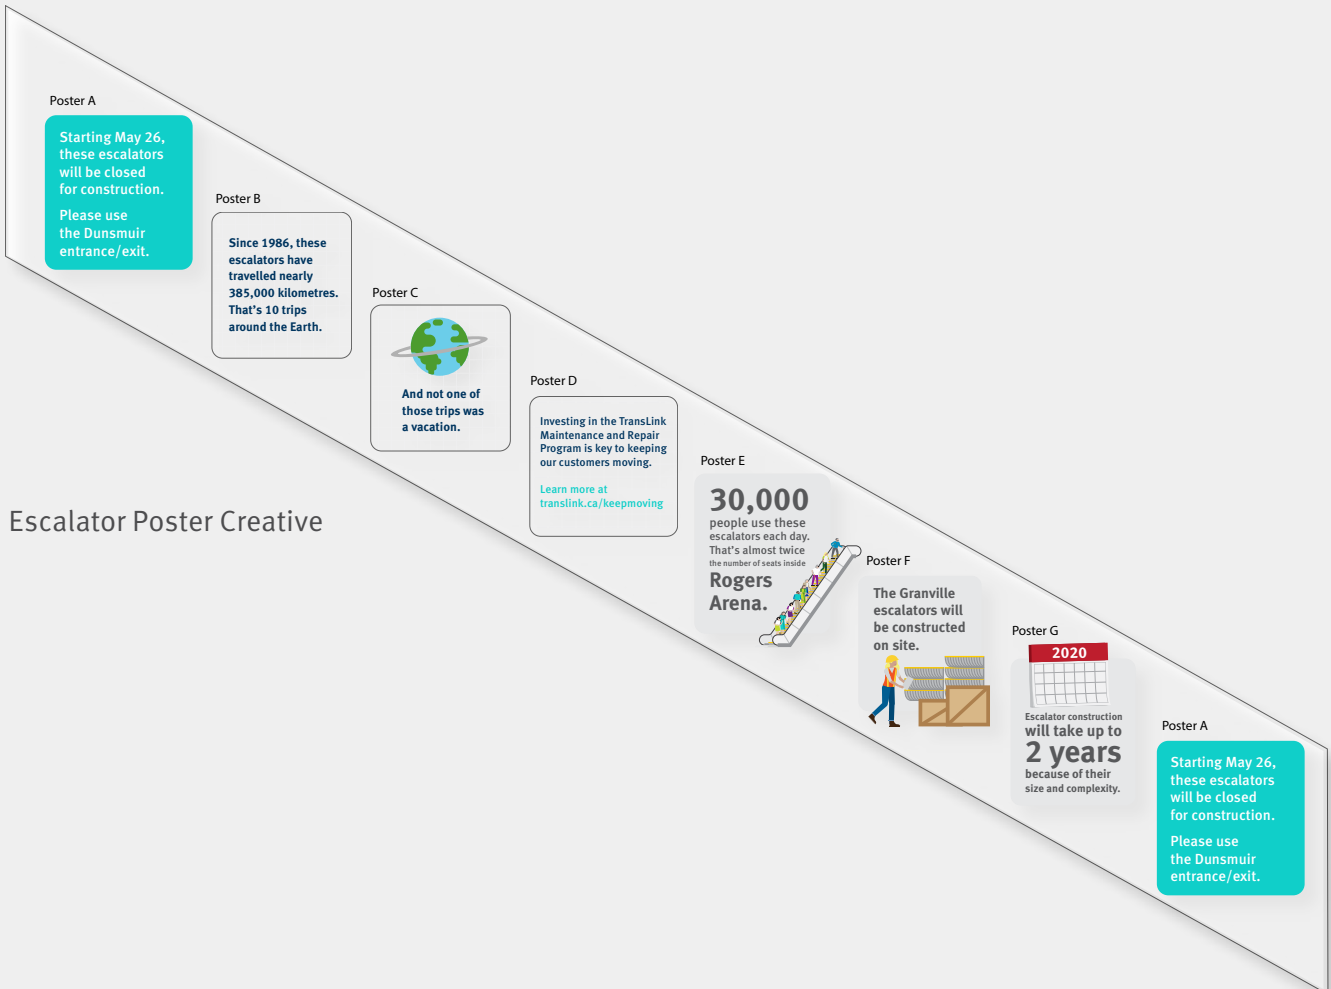 Poster A
Starting May 26,
these escalators
will be closed
for construction.
Please use
the Dunsmuir
entrance/exit.
Poster B
Since 1986, these
escalators have
travelled nearly
385,000 kilometres.
That's 10 trips
around the Earth.
Poster C
And not one of
those trips was
a vacation.
Poster D
Investing in the TransLink
Maintenance and Repair
Program is key to keeping
our customers moving.
Learn more at
translink.ca/keepmoving
Escalator Poster Creative
Poster E
30,000
people use these
escalators each day.
That's almost twice
the number of seats inside
Rogers
Arena.
Poster F
The Granville
escalators will
be constructed
on site.
Poster G
2020
Escalator construction
will take up to
2 years
because of their
size and complexity.
Poster A
Starting May 26,
these escalators
will be closed
for construction.
Please use
the Dunsmuir
entrance/exit.